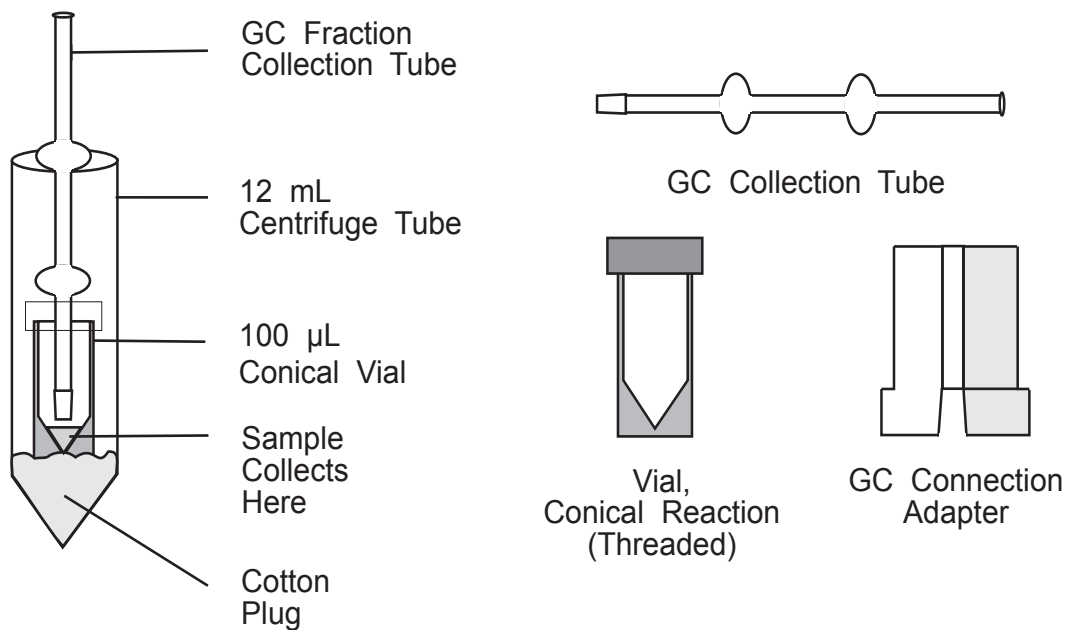 GC Fraction
Collection Tube
12 mL
Centrifuge Tube
100 µL
Conical Vial
Sample
Collects
Here
Cotton
Plug
GC Collection Tube
Vial,
Conical Reaction
(Threaded)
GC Connection
Adapter